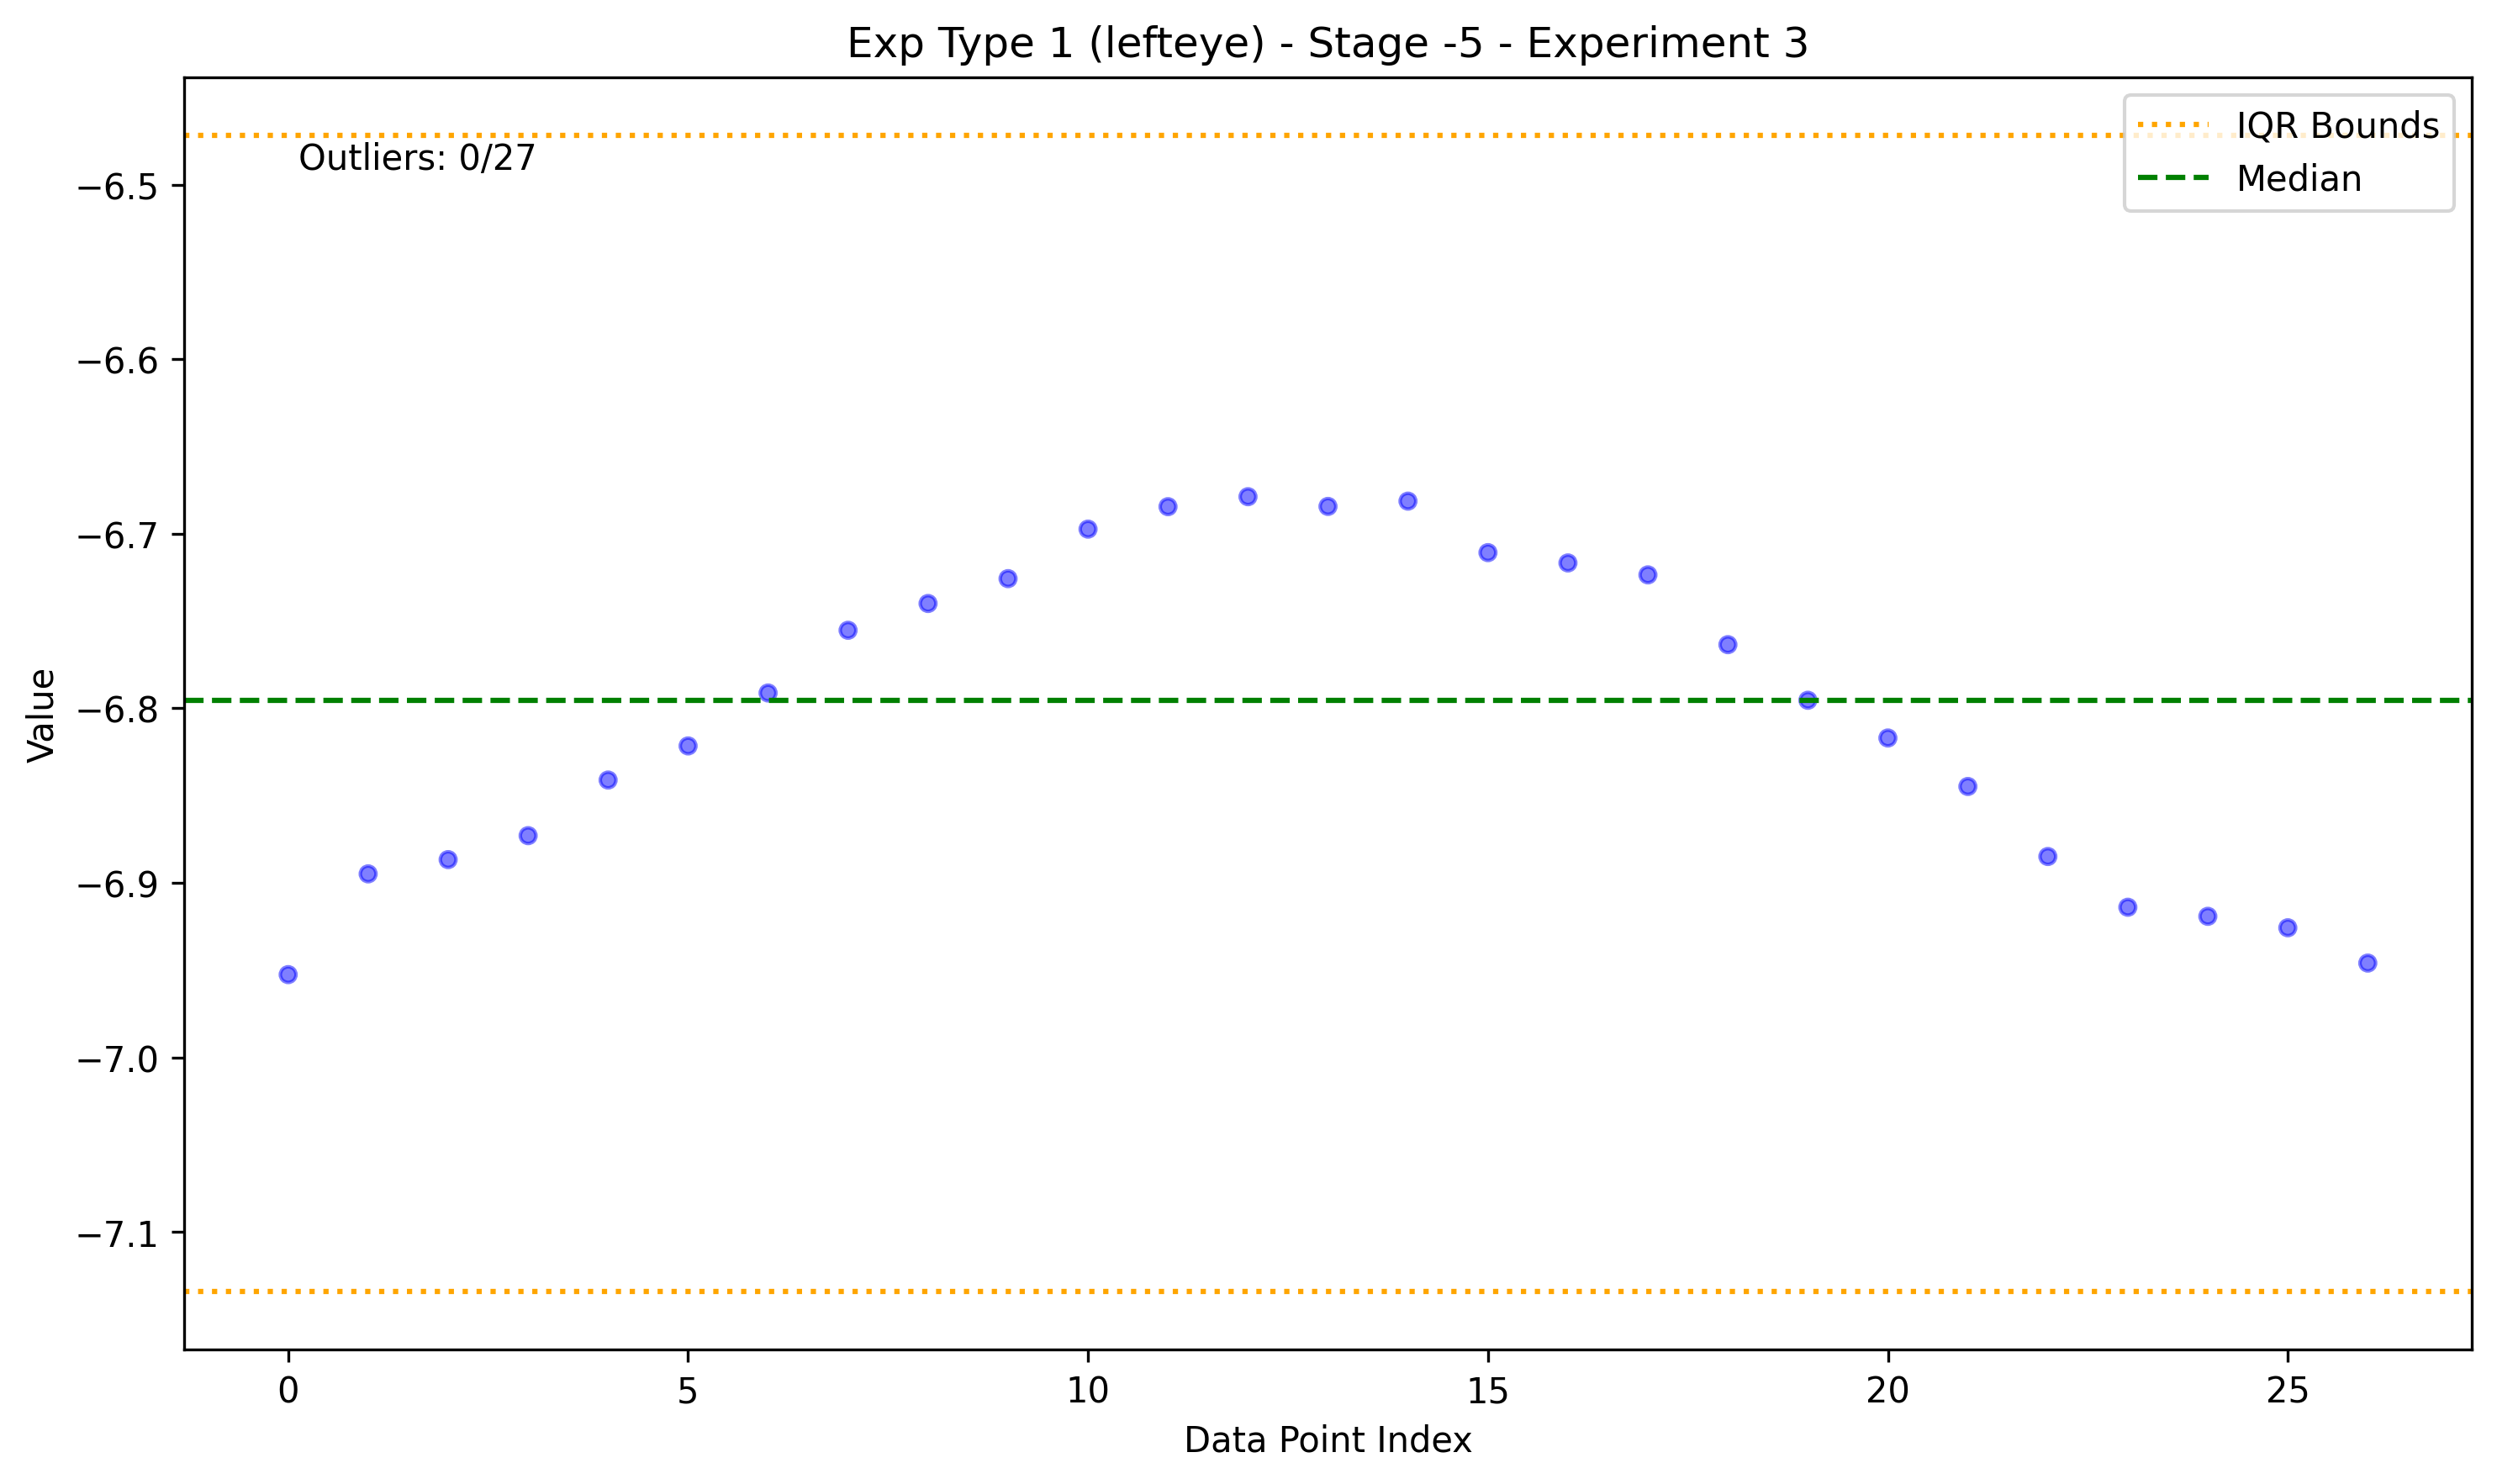 Exp Type 1 (lefteye) - Stage -5 - Experiment 3
IQR Bounds
Median
Outliers: 0/27
−6.5
−6.6
−6.7
−6.8
−6.9
−7.0
−7.1
Value
0 5 10 15 20 25
Data Point Index